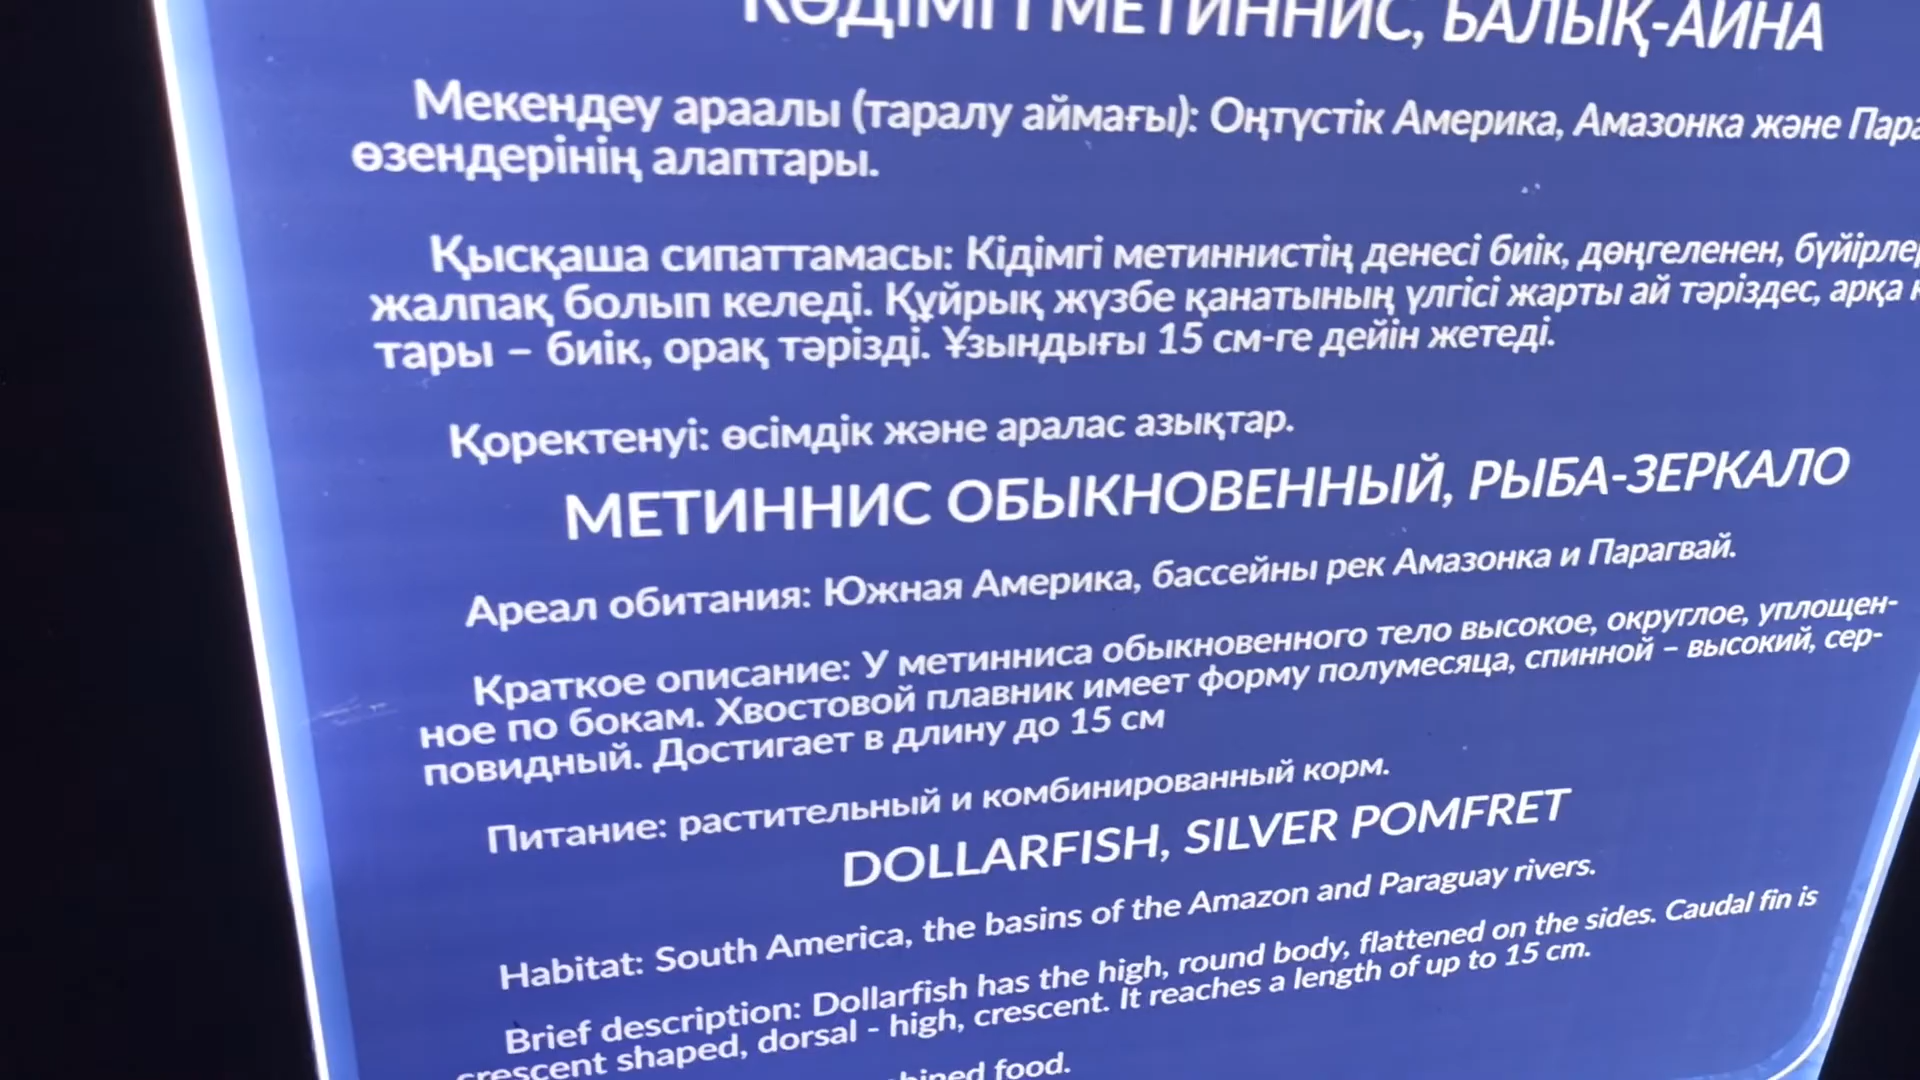 КӘДІМГІ МЕТИННИС, БАЛЫҚ-АЙНА
Мекендеу араалы (таралу аймағы): Оңтүстік Америка, Амазонка және
өзендерінің алаптары.
Қысқаша сипаттамасы: Кідімгі метиннистің денесі биік, дөңгеленен,
жалпақ болып келеді. Құйрық жүзбе қанатының үлгісі жарты ай тәріздес, арқа
тары – биік, орақ тәрізді. Ұзындығы 15 см-ге дейін жетеді.
Қоректенуі: өсімдік және аралас азықтар.
МЕТИННИС ОБЫКНОВЕННЫЙ, РЫБА-ЗЕРКАЛО
Ареал обитания: Южная Америка, бассейны рек Амазонка и Парагвай.
Краткое описание: У метинниса обыкновенного тело высокое, округлое, уплощен-
ное по бокам. Хвостовой плавник имеет форму полумесяца, спинной – высокий, сер-
повидный. Достигает в длину до 15 см
Питание: растительный и комбинированный корм.
DOLLARFISH, SILVER POMFRET
Habitat: South America, the basins of the Amazon and Paraguay rivers.
Brief description: Dollarfish has the high, round body, flattened on the sides. Caudal fin is
crescent shaped, dorsal - high, crescent. It reaches a length of up to 15 cm.
food.